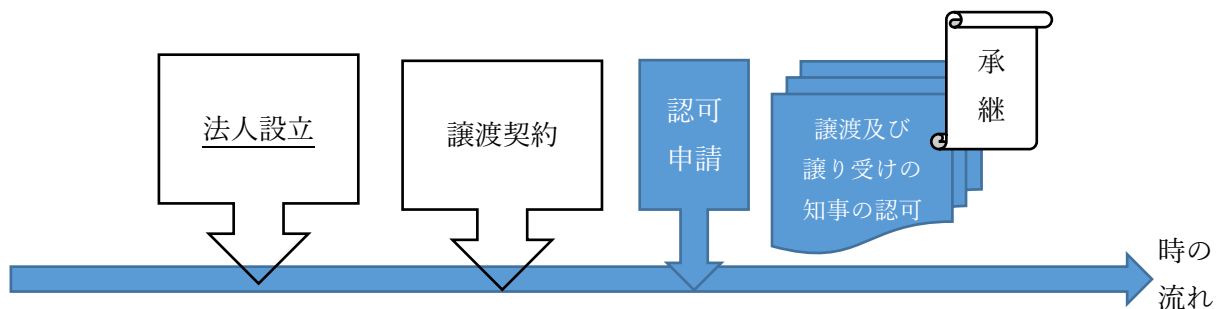 法人設立
譲渡契約
認可
申請
譲渡及び
譲り受けの
知事の認可
承
継
時の
流れ